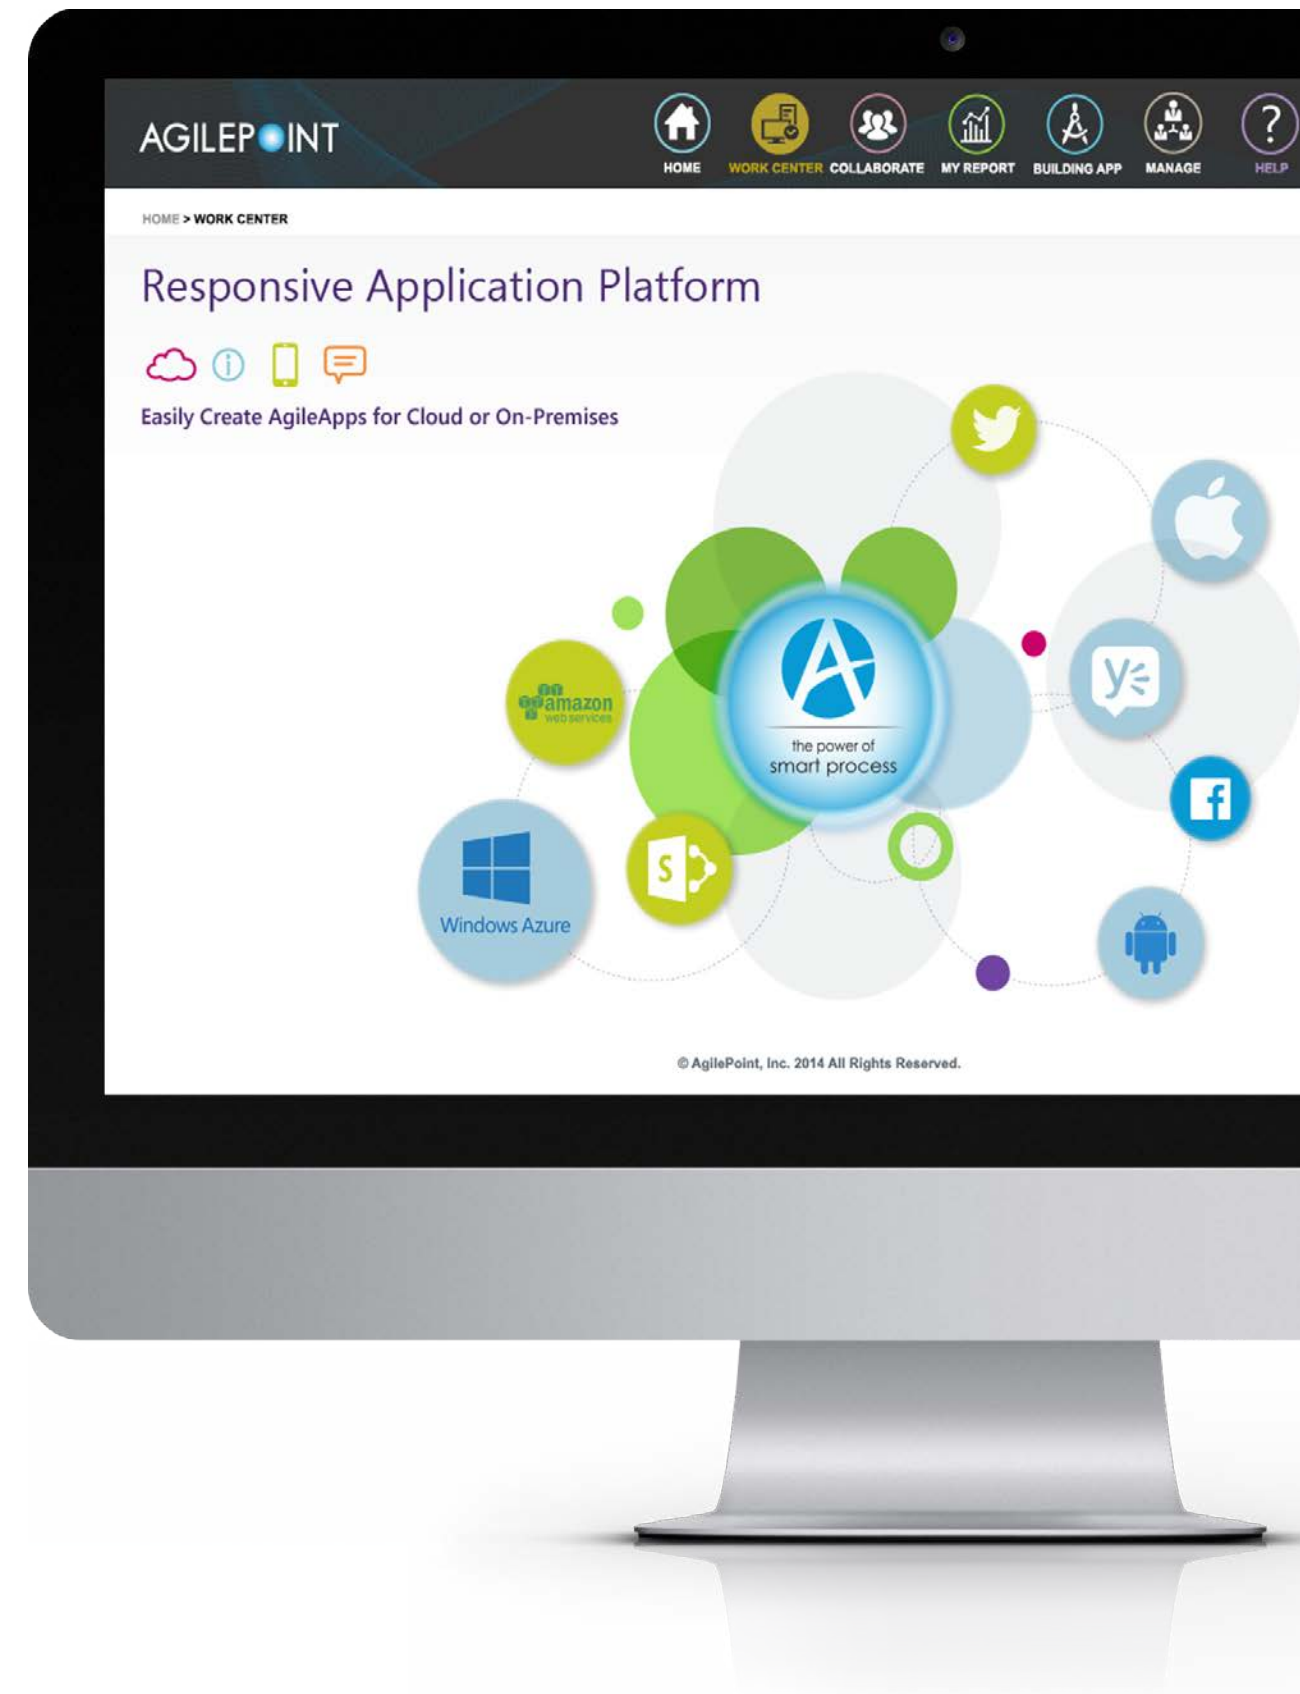 AGILEPOINT
HOME
WORK CENTER
COLLABORATE
MY REPORT
BUILDING APP
MANAGE
HELP
HOME > WORK CENTER
Responsive Application Platform
Easily Create AgileApps for Cloud or On-Premises
amazon
web services
the power of
smart process
S
Windows Azure
© AgilePoint, Inc. 2014 All Rights Reserved.